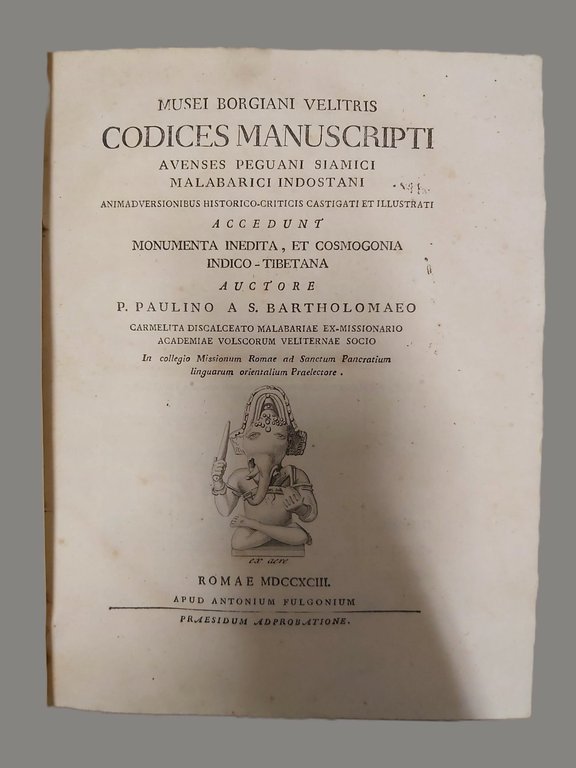 MUSEI BORGIANI VELITRIS
CODICES MANUSCRIPTI
AVENSES PEGUANI SIAMICI
MALABARICI INDOSTANI
ANIMADVERSIONIBUS HISTORICO-CRITICIS CASTIGATI ET ILLUSTRATI
ACCEDUNT
MONUMENTA INEDITA, ET COSMOGONIA
INDICO-TIBETANA
AUCTORE
P. PAULINO A S. BARTHOLOMAEO
CARMELITA DISCALCEATO MALABARIAE EX-MISSIONARIO
ACADEMIAE VOLSCORUM VELITERNAE SOCIO
In collegio Missionum Romae ad Sanctum Pancratium
linguarum orientalium Praelectore.
ex aere
ROMAE MDCCXCIII.
APUD ANTONIUM FULGONIUM
PRAESIDUM ADPROBATIONE.